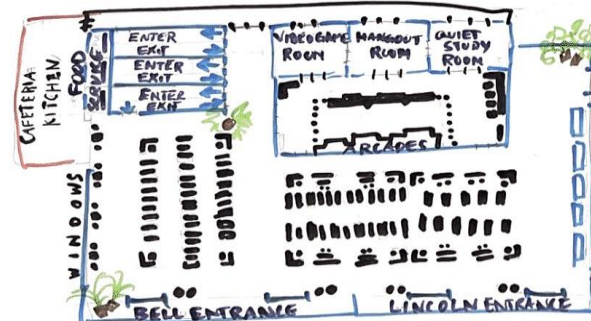 CAFETERIA
KITCHEN
FOOD
SERVICE
ENTER
EXIT
ENTER
EXIT
ENTER
EXIT
VIDEOGAME
ROOM
HANGOUT
ROOM
QUIET
STUDY
ROOM
ARCADES
WINDOWS
BELL ENTRANCE
LINCOLN ENTRANCE